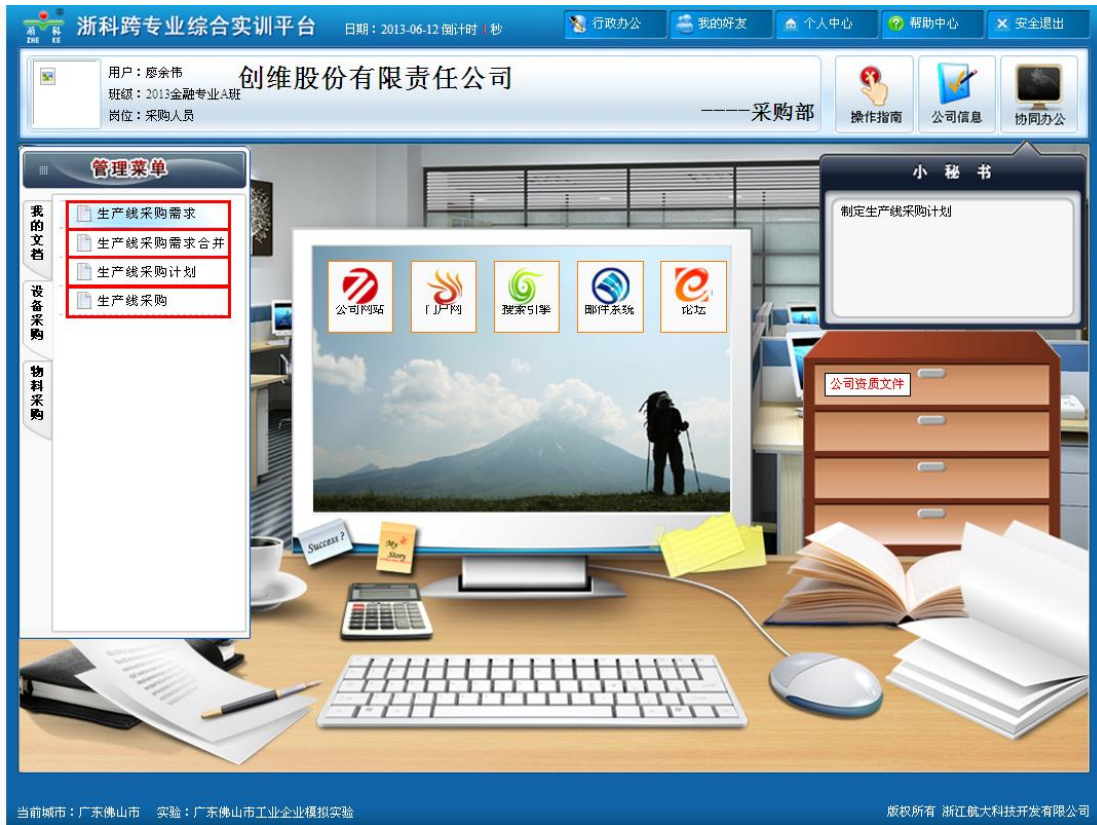 浙科 ZHE KE
浙科跨专业综合实训平台
日期：2013-06-12 倒计时 秒
行政办公
我的好友
个人中心
帮助中心
安全退出
用户：廖余伟
班级：2013金融专业A班
岗位：采购人员
创维股份有限责任公司
----采购部
操作指南
公司信息
协同办公
管理菜单
我的文档
设备采购
物料采购
生产线采购需求
生产线采购需求合并
生产线采购计划
生产线采购
公司网站
门户网
搜索引擎
邮件系统
论坛
小秘书
制定生产线采购计划
公司资质文件
Success?
My Story
当前城市：广东佛山市 实验：广东佛山市工业企业模拟实验
版权所有 浙江航大科技开发有限公司